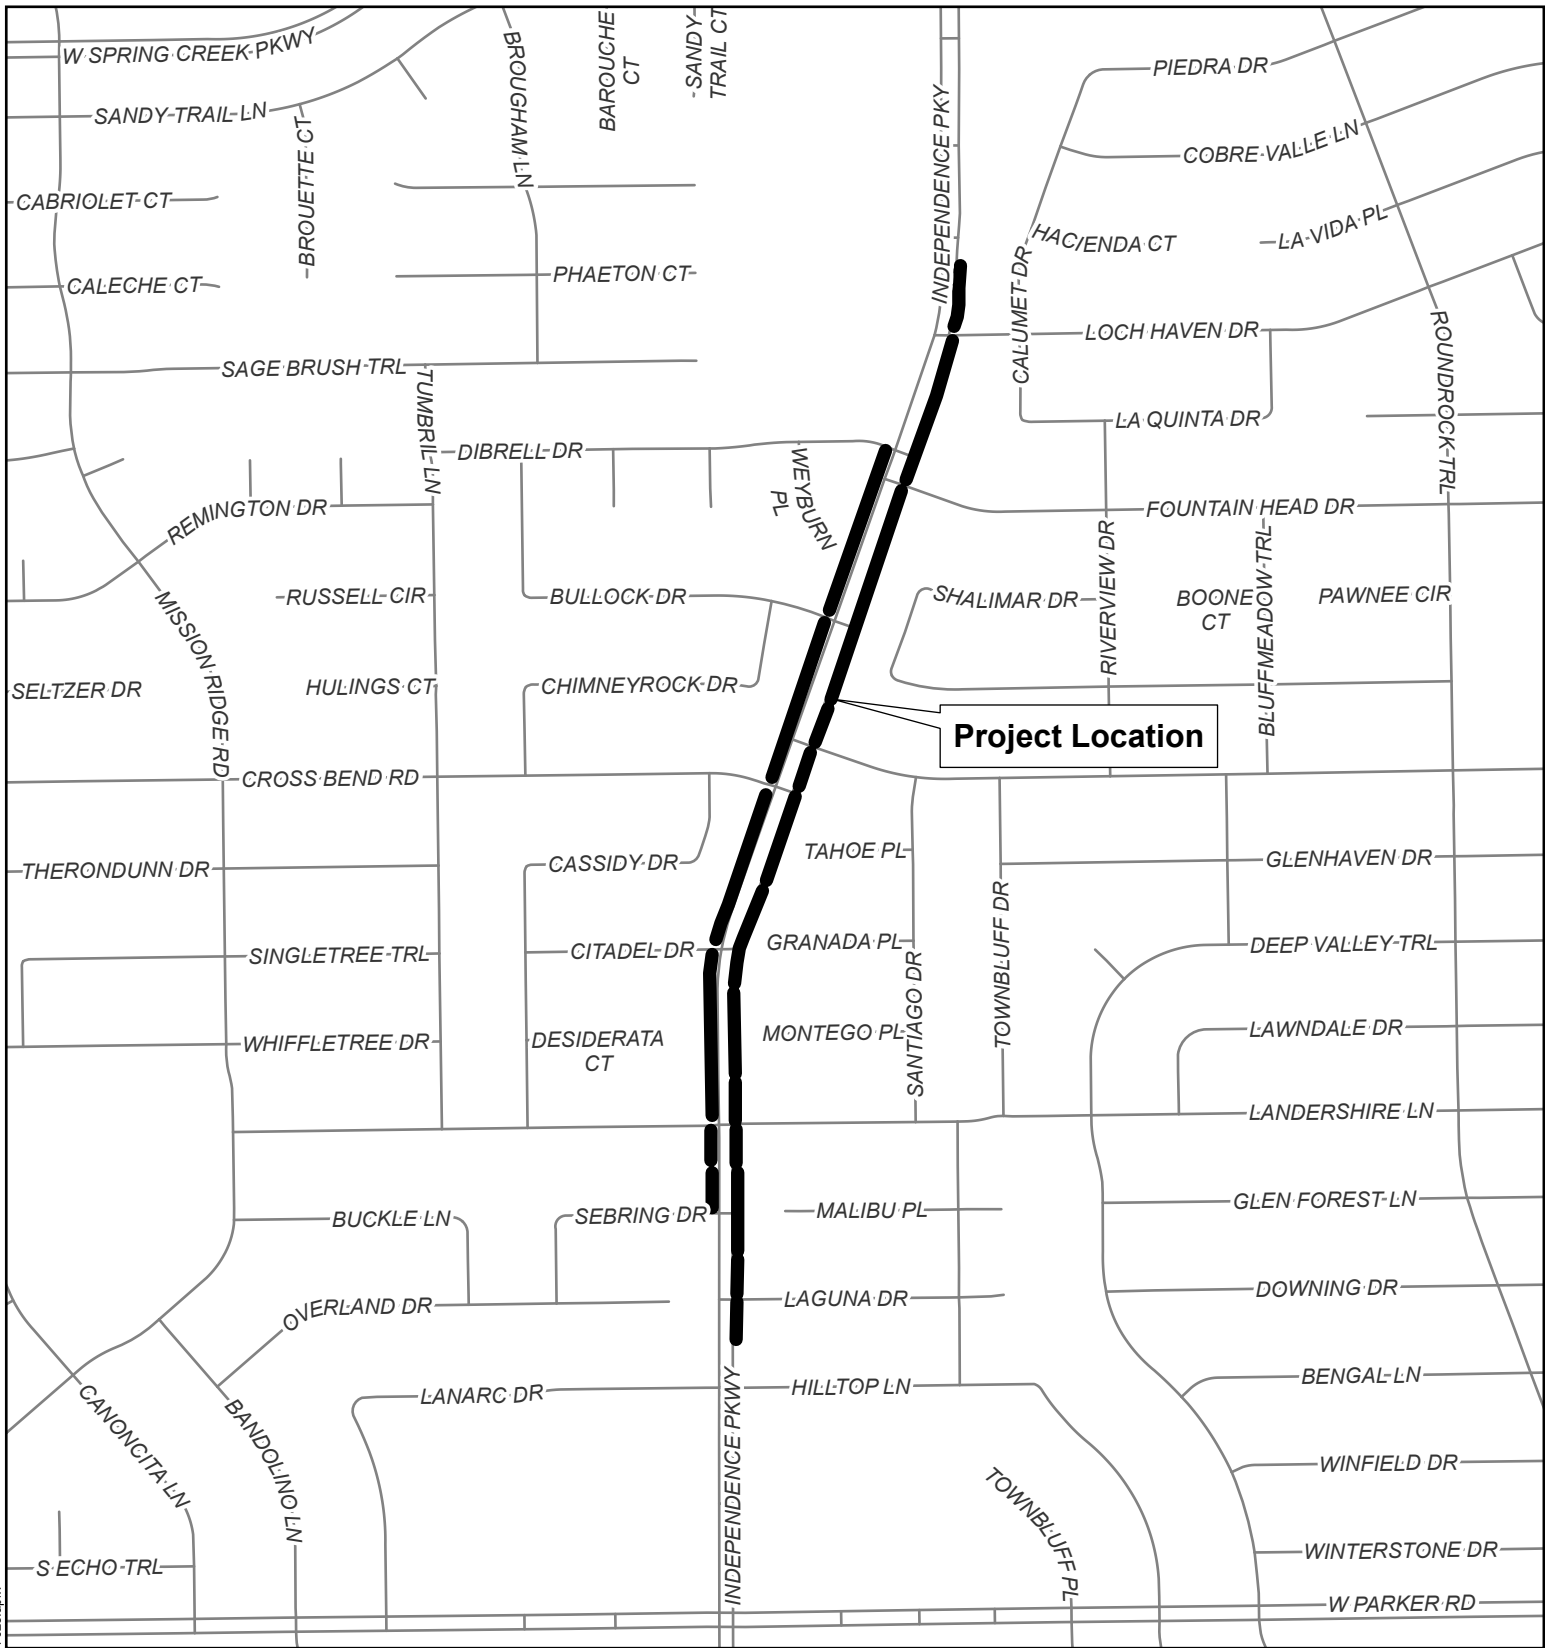 W SPRING CREEK PKWY
BROUGHAM LN
BAROUCHE
CT
SANDY
TRAIL CT
INDEPENDENCE PKY
PIEDRA DR
SANDY TRAIL LN
BROUETTE CT
COBRE VALLE LN
CABRIOLET CT
HACIENDA CT
LA VIDA PL
CALECHE CT
PHAETON CT
CALUMET DR
LOCH HAVEN DR
ROUNDROCK TRL
SAGE BRUSH TRL
TUMBRIL LN
LA QUINTA DR
DIBRELL DR
WEYBURN
PL
REMINGTON DR
FOUNTAIN HEAD DR
RIVERVIEW DR
BLUFFMEADOW TRL
MISSION RIDGE RD
RUSSELL CIR
BULLOCK DR
SHALIMAR DR
BOONE
CT
PAWNEE CIR
SELTZER DR
HULINGS CT
CHIMNEYROCK DR
Project Location
CROSS BEND RD
THERONDUNN DR
CASSIDY DR
TAHOE PL
GLENHAVEN DR
TOWNBLUFF DR
SINGLETREE TRL
CITADEL DR
GRANADA PL
SANTIAGO DR
DEEP VALLEY TRL
WHIFFLETREE DR
DESIDERATA
CT
MONTEGO PL
LAWNDALE DR
LANDERSHIRE LN
BUCKLE LN
SEBRING DR
MALIBU PL
GLEN FOREST LN
OVERLAND DR
LAGUNA DR
DOWNING DR
CANONCITA LN
BANDOLINO LN
LANARC DR
INDEPENDENCE PKWY
HILLTOP LN
BENGAL LN
TOWNBLUFF PL
WINFIELD DR
S ECHO TRL
WINTERSTONE DR
W PARKER RD